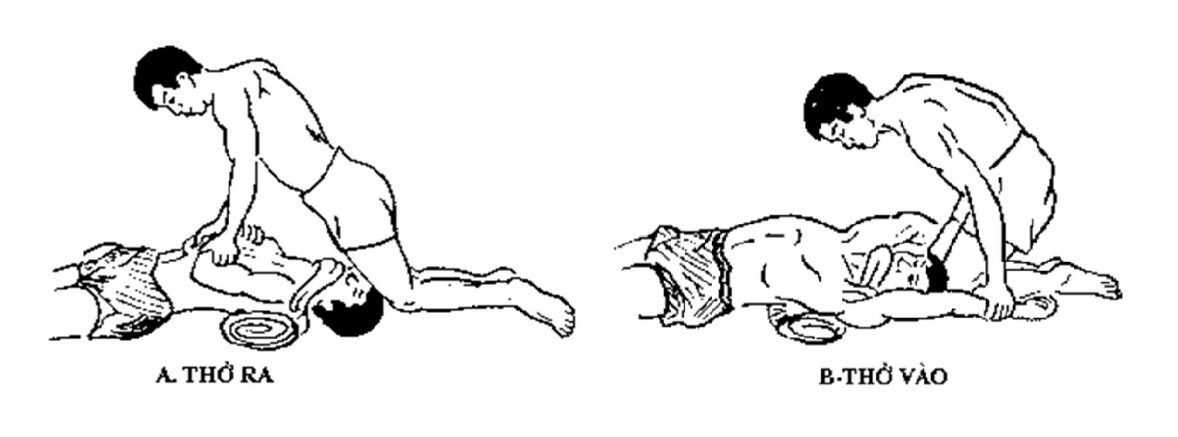 A. THỞ RA
B-THỞ VÀO